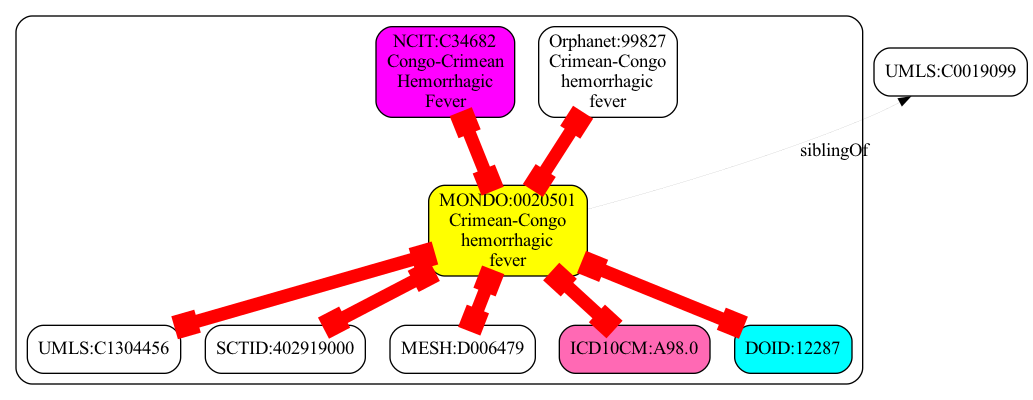 NCIT:C34682
Congo-Crimean
Hemorrhagic
Fever
Orphanet:99827
Crimean-Congo
hemorrhagic
fever
UMLS:C0019099
siblingOf
MONDO:0020501
Crimean-Congo
hemorrhagic
fever
UMLS:C1304456
SCTID:402919000
MESH:D006479
ICD10CM:A98.0
DOID:12287